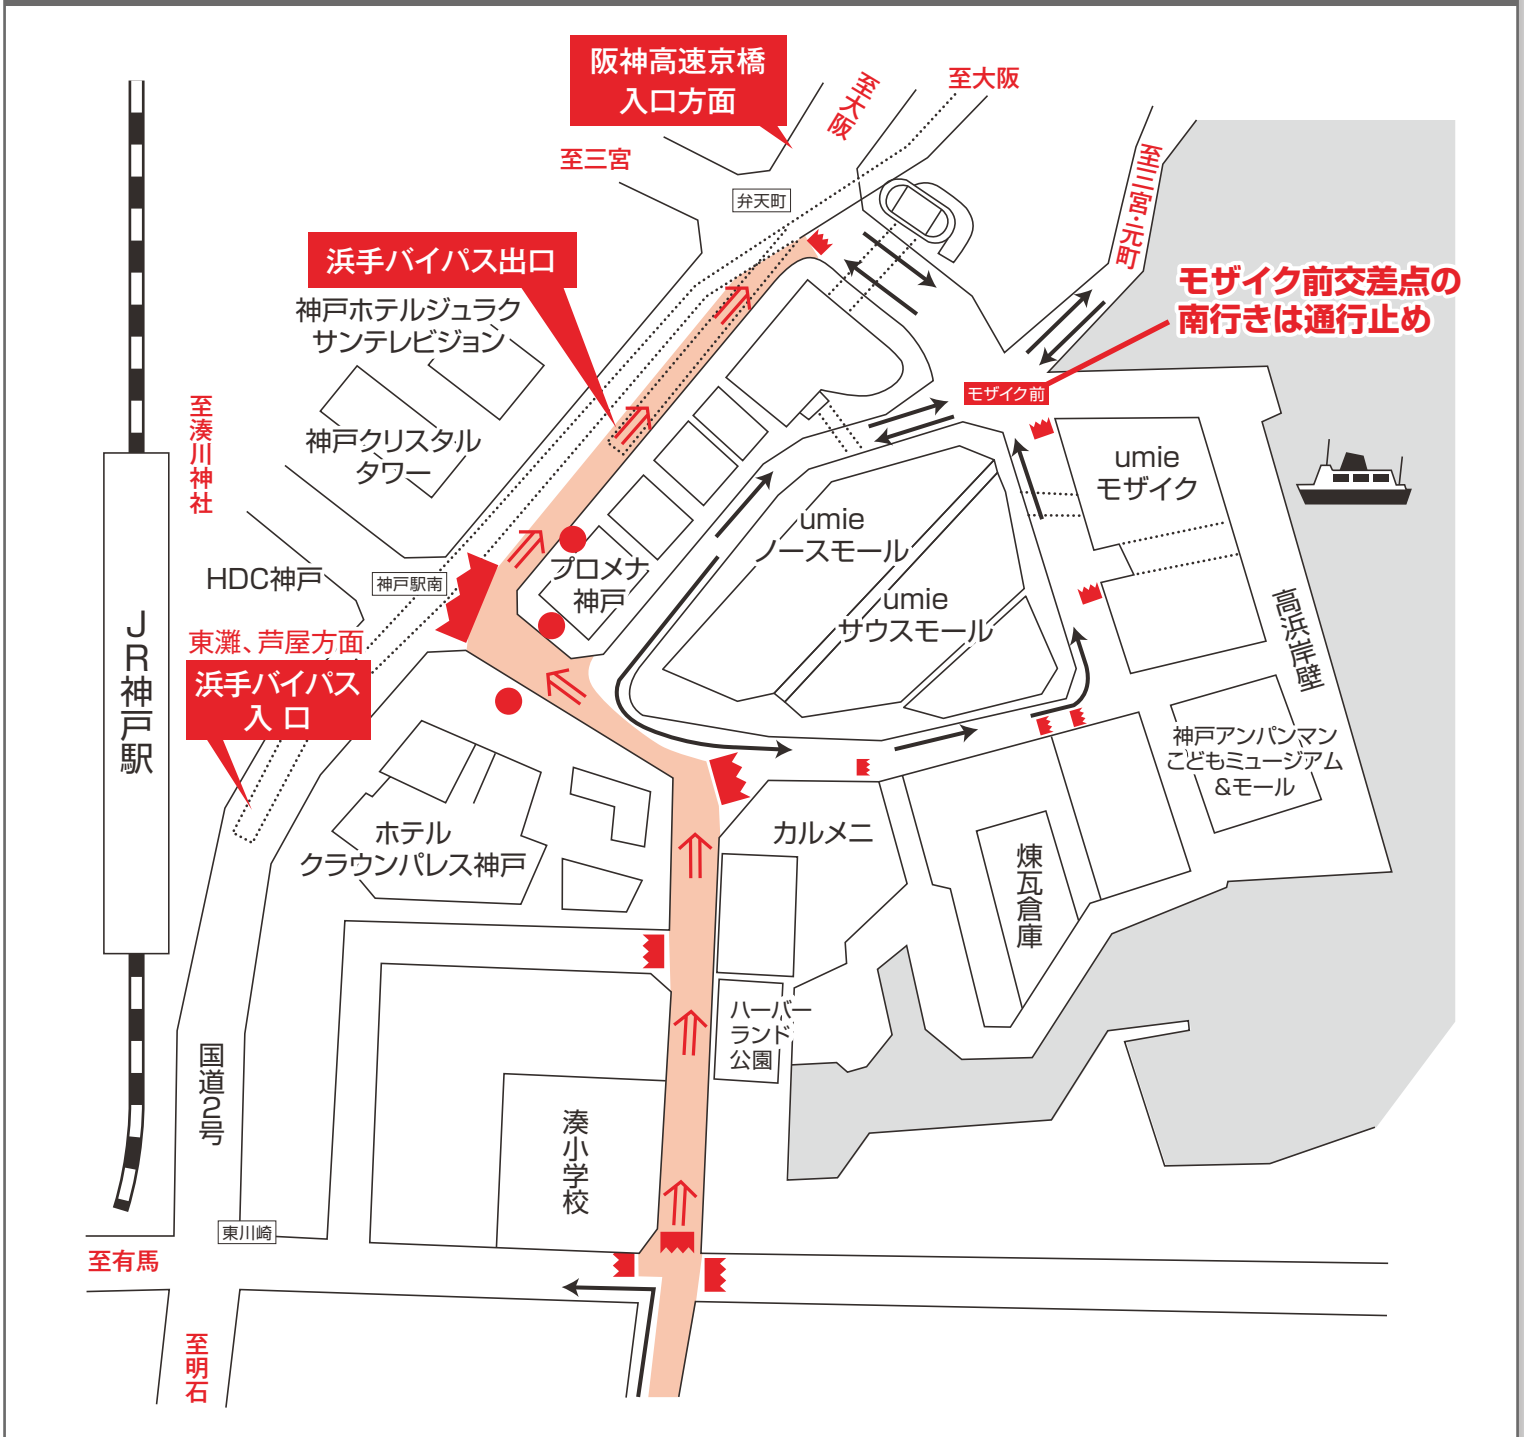 阪神高速京橋
入口方面
至大阪
至大阪
至三宮
弁天町
至三宮・元町
浜手バイパス出口
モザイク前交差点の
南行きは通行止め
神戸ホテルジュラク
サンテレビジョン
モザイク前
至湊川神社
神戸クリスタル
タワー
umie
モザイク
umie
ノースモール
HDC神戸
神戸駅南
プロメナ
神戸
umie
サウスモール
高浜岸壁
JR神戸駅
東灘、芦屋方面
浜手バイパス
入口
神戸アンパンマン
こどもミュージアム
&モール
ホテル
クラウンパレス神戸
カルメニ
煉瓦倉庫
ハーバー
ランド
公園
国道2号
湊小学校
東川崎
至有馬
至明石